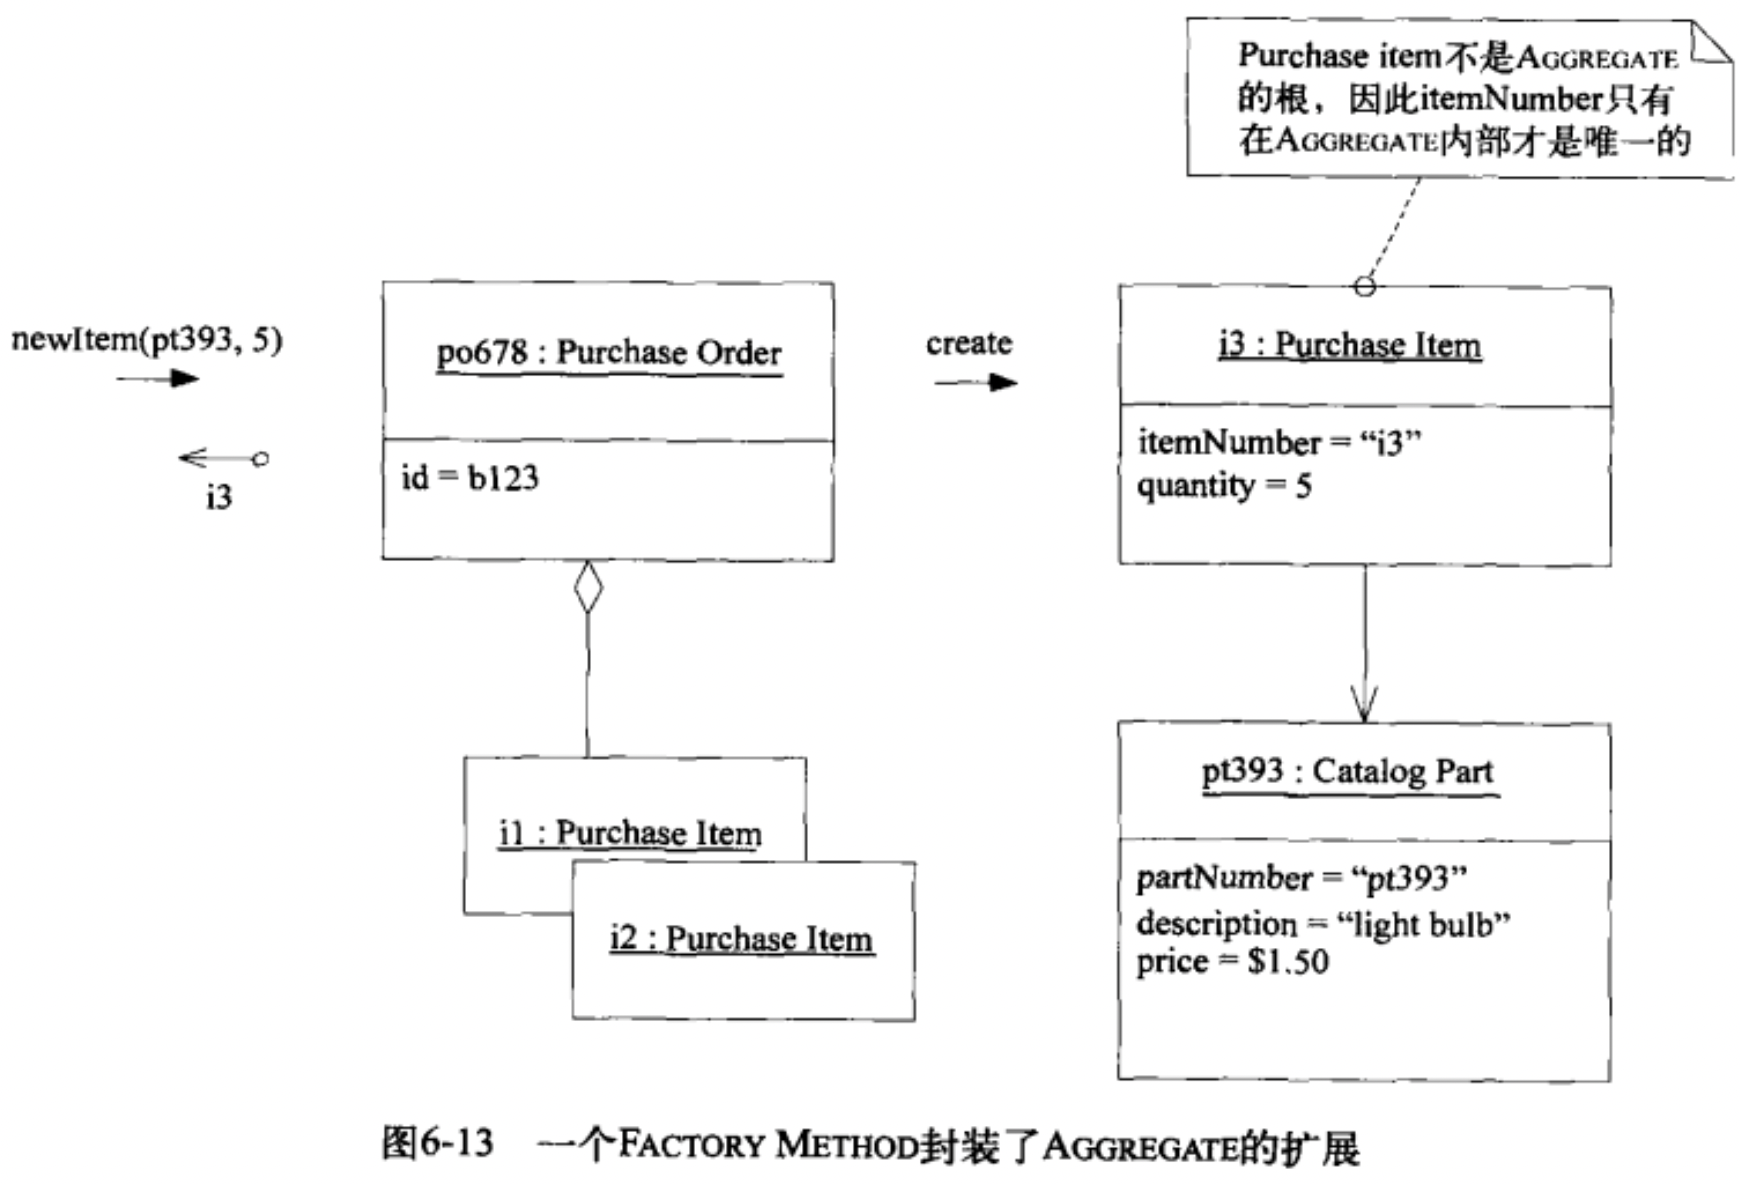 Purchase item不是AGGREGATE
的根，因此itemNumber只有
在AGGREGATE内部才是唯一的
newItem(pt393, 5)
i3
po678 : Purchase Order
id = b123
create
i3 : Purchase Item
itemNumber = “i3”
quantity = 5
i1 : Purchase Item
i2 : Purchase Item
pt393 : Catalog Part
partNumber = “pt393”
description = “light bulb”
price = $1.50
图6-13 一个FACTORY METHOD封装了AGGREGATE的扩展